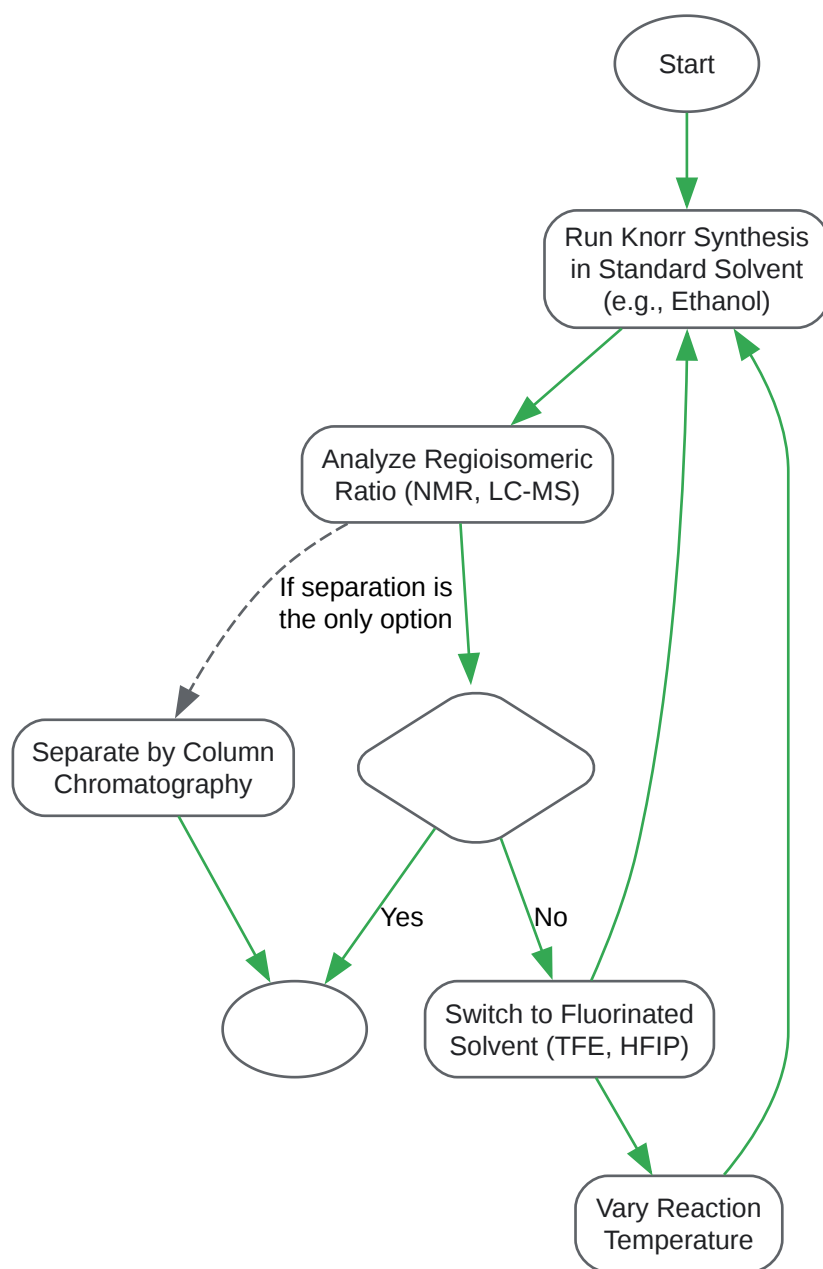 Start
Run Knorr Synthesis
in Standard Solvent
(e.g., Ethanol)
Analyze Regioisomeric
Ratio (NMR, LC-MS)
If separation is
the only option
Separate by Column
Chromatography
Yes
No
Switch to Fluorinated
Solvent (TFE, HFIP)
Vary Reaction
Temperature